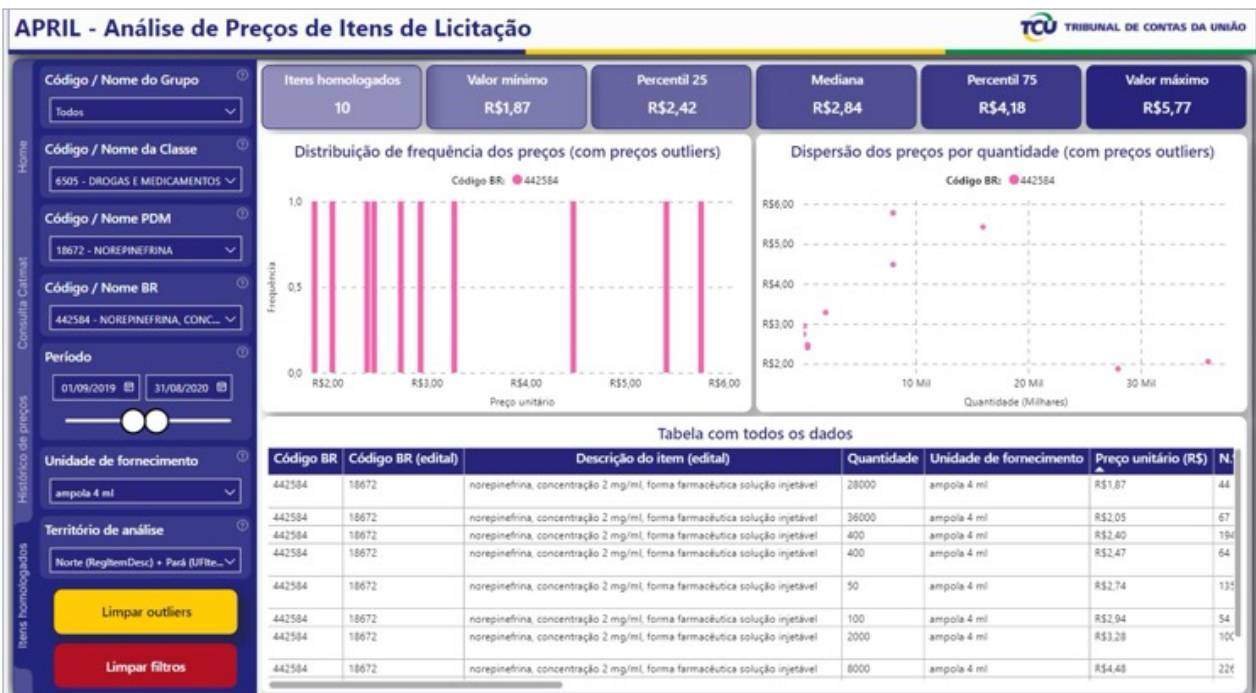 APRIL - Análise de Preços de Itens de Licitação
TCU TRIBUNAL DE CONTAS DA UNIÃO
Home
Consulta Catmat
Histórico de preços
Itens homologados
Código / Nome do Grupo
Todos
Código / Nome da Classe
6505 - DROGAS E MEDICAMENTOS
Código / Nome PDM
18672 - NOREPINEFRINA
Código / Nome BR
442584 - NOREPINEFRINA, CONC...
Período
01/09/2019 31/08/2020
Unidade de fornecimento
ampola 4 ml
Território de análise
Norte (RegItemDesc) + Pará (UFIte...
Limpar outliers
Limpar filtros
Itens homologados
10
Valor mínimo
R$1,87
Percentil 25
R$2,42
Mediana
R$2,84
Percentil 75
R$4,18
Valor máximo
R$5,77
Distribuição de frequência dos preços (com preços outliers)
Código BR: 442584
Frequência
1,0
0,5
0,0
R$2,00 R$3,00 R$4,00 R$5,00 R$6,00
Preço unitário
Dispersão dos preços por quantidade (com preços outliers)
Código BR: 442584
R$6,00
R$5,00
R$4,00
R$3,00
R$2,00
10 Mil 20 Mil 30 Mil
Quantidade (Milhares)
Tabela com todos os dados
Código BR Código BR (edital) Descrição do item (edital) Quantidade Unidade de fornecimento Preço unitário (R$)
442584 18672 norepinefrina, concentração 2 mg/ml, forma farmacêutica solução injetável 28000 ampola 4 ml R$1,87 44
442584 18672 norepinefrina, concentração 2 mg/ml, forma farmacêutica solução injetável 36000 ampola 4 ml R$2,05 67
442584 18672 norepinefrina, concentração 2 mg/ml, forma farmacêutica solução injetável 400 ampola 4 ml R$2,40
442584 18672 norepinefrina, concentração 2 mg/ml, forma farmacêutica solução injetável 400 ampola 4 ml R$2,47 64
442584 18672 norepinefrina, concentração 2 mg/ml, forma farmacêutica solução injetável 50 ampola 4 ml R$2,74
442584 18672 norepinefrina, concentração 2 mg/ml, forma farmacêutica solução injetável 100 ampola 4 ml R$2,94 54
442584 18672 norepinefrina, concentração 2 mg/ml, forma farmacêutica solução injetável 2000 ampola 4 ml R$3,28
442584 18672 norepinefrina, concentração 2 mg/ml, forma farmacêutica solução injetável 8000 ampola 4 ml R$4,48